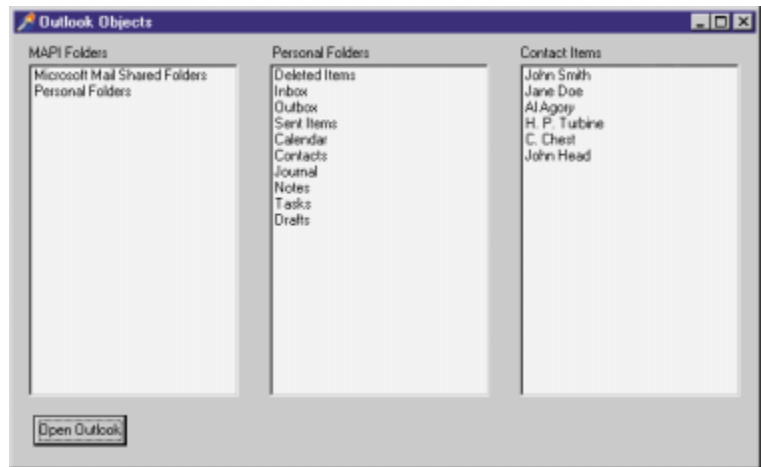 Outlook Objects
MAPI Folders
Microsoft Mail Shared Folders
Personal Folders
Personal Folders
Deleted Items
Inbox
Outbox
Sent Items
Calendar
Contacts
Journal
Notes
Tasks
Drafts
Contact Items
John Smith
Jane Doe
Al Agory
H. P. Turbine
C. Chest
John Head
Open Outlook